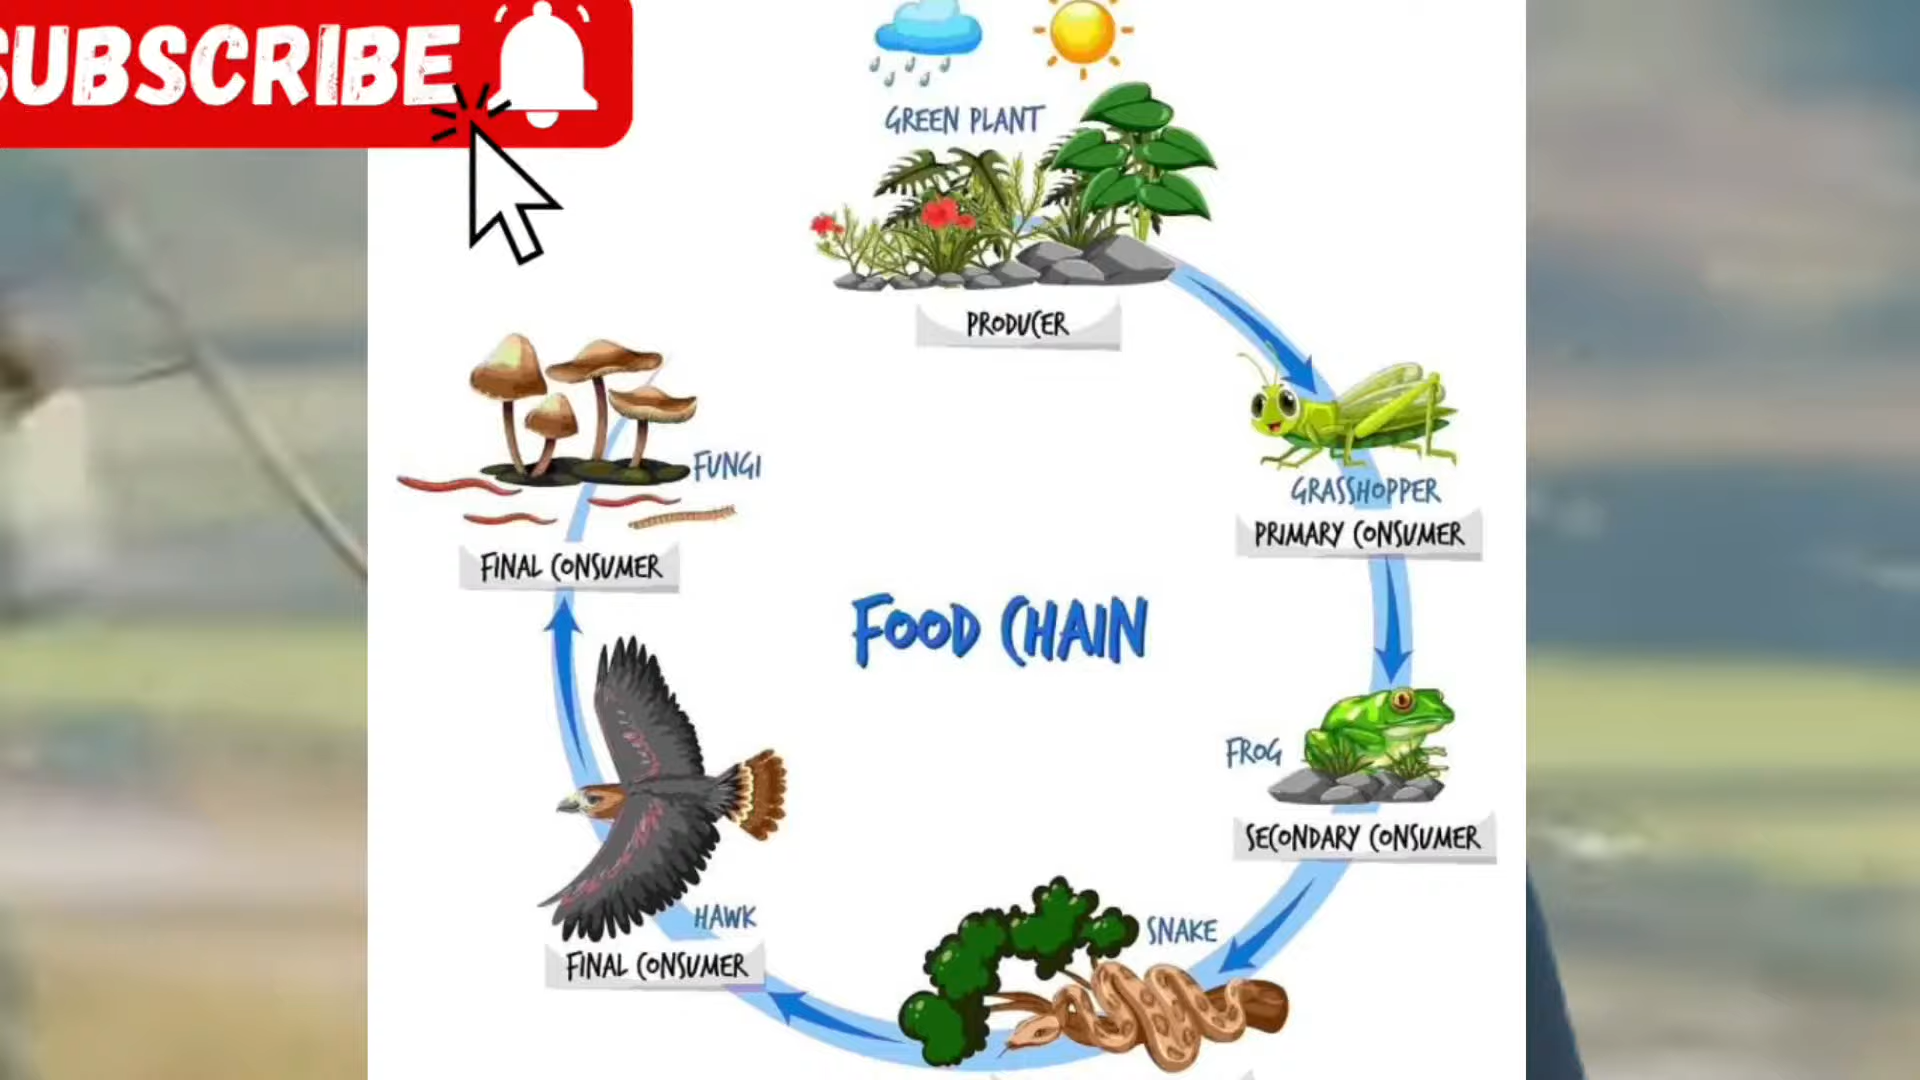 SUBSCRIBE
GREEN PLANT
PRODUCER
FUNGI
FINAL CONSUMER
GRASSHOPPER
PRIMARY CONSUMER
FOOD CHAIN
FROG
SECONDARY CONSUMER
HAWK
FINAL CONSUMER
SNAKE